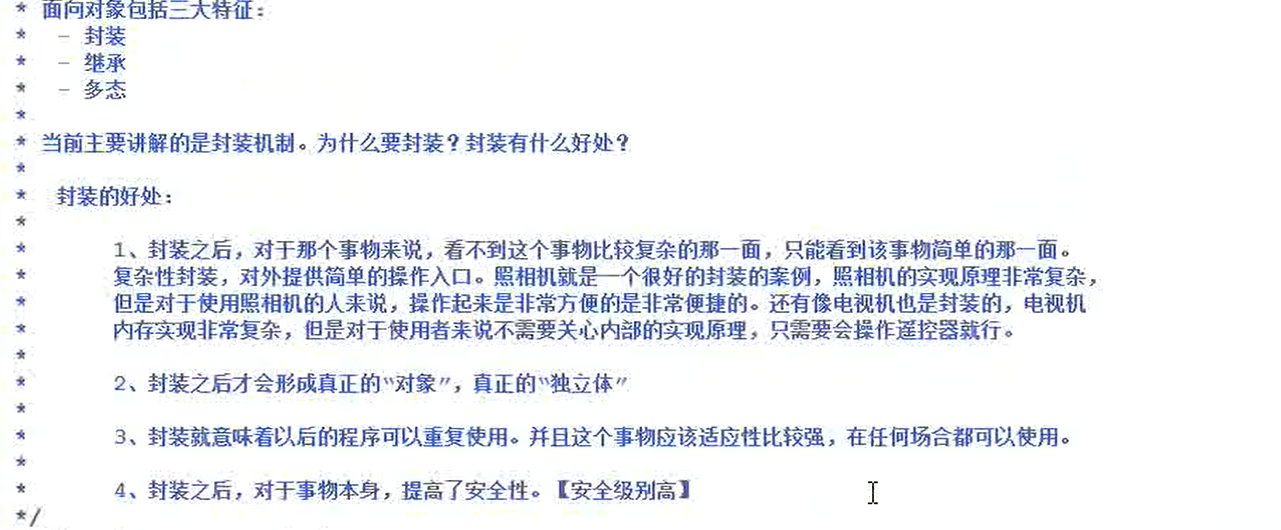 * 面向对象包括三大特征：
* － 封装
* － 继承
* － 多态
*
* 当前主要讲解的是封装机制。为什么要封装？封装有什么好处？
*
* 封装的好处：
*
* 1、封装之后，对于那个事物来说，看不到这个事物比较复杂的那一面，只能看到该事物简单的那一面。
* 复杂性封装，对外提供简单的操作入口。照相机就是一个很好的封装的案例，照相机的实现原理非常复杂，
* 但是对于使用照相机的人来说，操作起来是非常方便的是非常便捷的。还有像电视机也是封装的，电视机
* 内存实现非常复杂，但是对于使用者来说不需要关心内部的实现原理，只需要会操作遥控器就行。
*
* 2、封装之后才会形成真正的“对象”，真正的“独立体”
*
* 3、封装就意味着以后的程序可以重复使用。并且这个事物应该适应性比较强，在任何场合都可以使用。
*
* 4、封装之后，对于事物本身，提高了安全性。【安全级别高】
*/